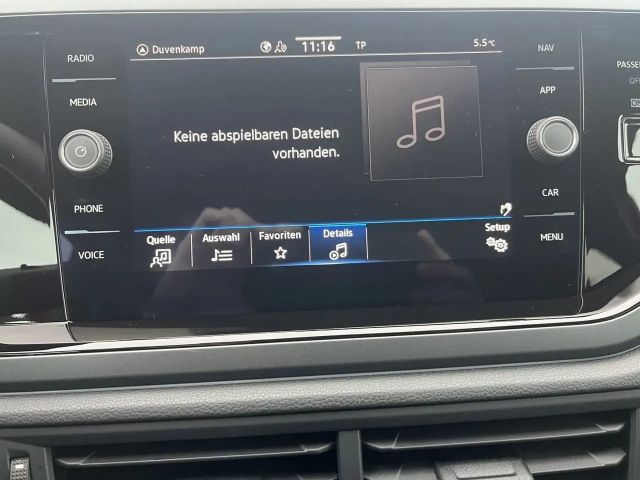 RADIO
MEDIA
PHONE
VOICE
Duvenkamp
11:16
TP
5.5°C
Keine abspielbaren Dateien
vorhanden.
Quelle
Auswahl
Favoriten
Details
Setup
NAV
APP
CAR
MENU